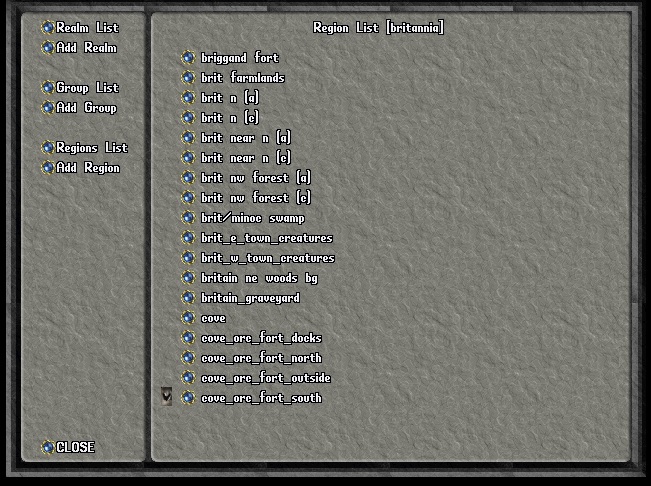 Realm List
Add Realm
Group List
Add Group
Regions List
Add Region
CLOSE
Region List [britannia]
briggand fort
brit farmlands
brit n (a)
brit n (c)
brit near n (a)
brit near n (c)
brit nw forest (a)
brit nw forest (c)
brit/minoc swamp
brit_e_town_creatures
brit_w_town_creatures
britain ne woods bg
britain_graveyard
cove
cove_orc_fort_docks
cove_orc_fort_north
cove_orc_fort_outside
cove_orc_fort_south